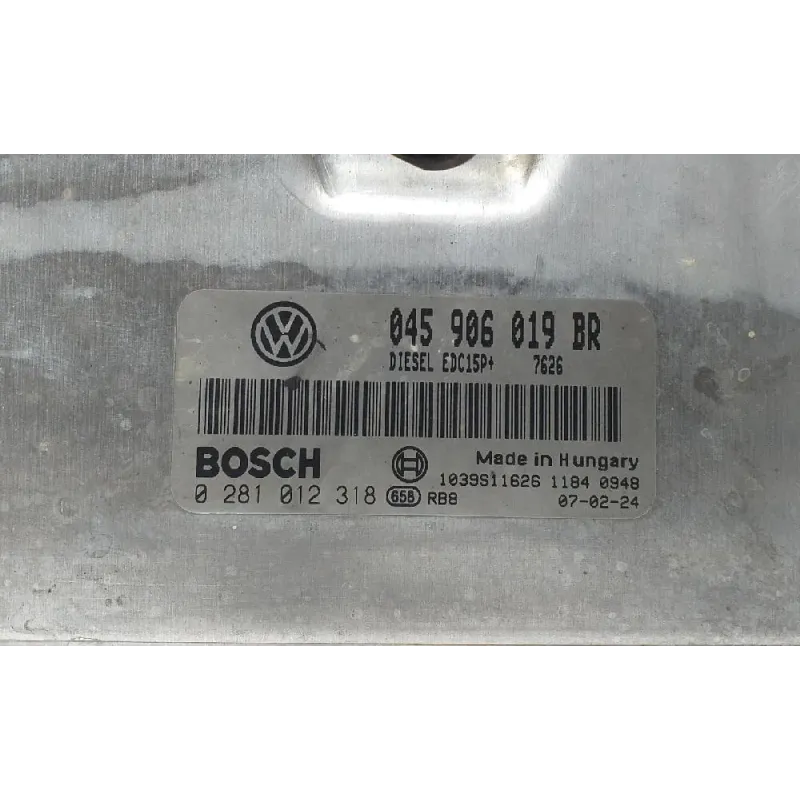 VW
045 906 019 BR
DIESEL EDC15P+ 7626
BOSCH
Made in Hungary
1039S11626 1184 0948
0 281 012 318 658 RB8
07-02-24